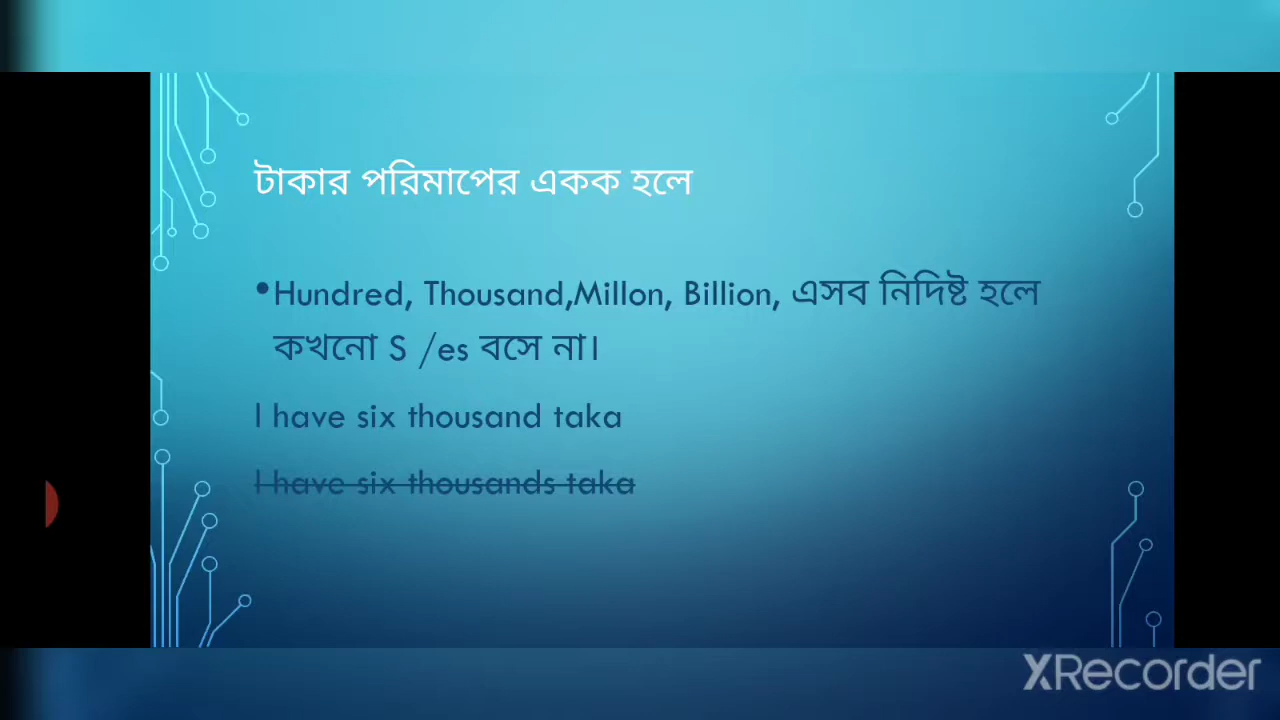 টাকার পরিমাপের একক হলে
•Hundred, Thousand,Millon, Billion, এসব নিদিষ্ট হলে
কখনো S /es বসে না।
I have six thousand taka
I have six thousands taka
XRecorder